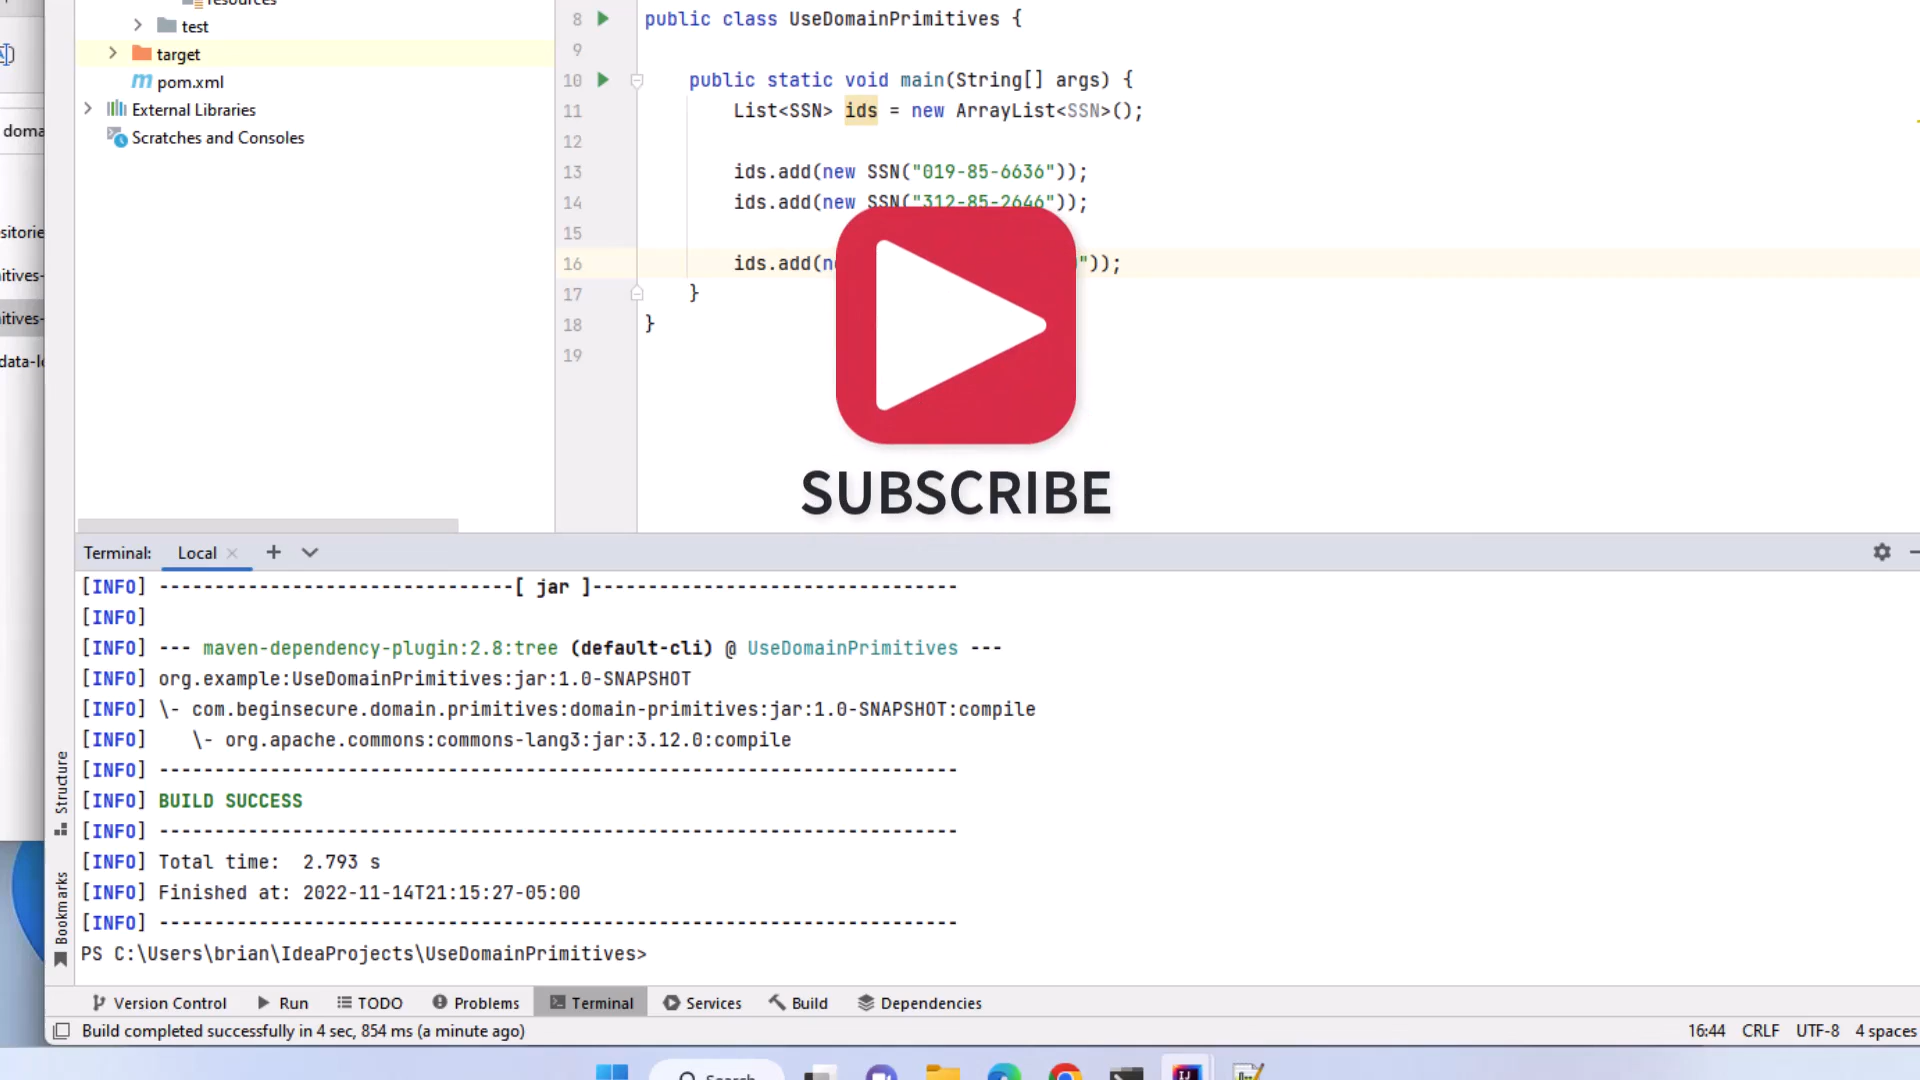 resources
test
target
pom.xml
External Libraries
Scratches and Consoles
doma
sitorie
itives-
itives-
data-l
8 public class UseDomainPrimitives {
9
10 public static void main(String[] args) {
11 List<SSN> ids = new ArrayList<SSN>();
12
13 ids.add(new SSN("019-85-6636"));
14 ids.add(new SSN("312-85-2646"));
15
16 ids.add(n "));
17 }
18 }
19
SUBSCRIBE
Terminal: Local
[INFO] --------------------------------[ jar ]---------------------------------
[INFO]
[INFO] --- maven-dependency-plugin:2.8:tree (default-cli) @ UseDomainPrimitives ---
[INFO] org.example:UseDomainPrimitives:jar:1.0-SNAPSHOT
[INFO] \- com.beginsecure.domain.primitives:domain-primitives:jar:1.0-SNAPSHOT:compile
[INFO]    \- org.apache.commons:commons-lang3:jar:3.12.0:compile
[INFO] ------------------------------------------------------------------------
[INFO] BUILD SUCCESS
[INFO] ------------------------------------------------------------------------
[INFO] Total time:  2.793 s
[INFO] Finished at: 2022-11-14T21:15:27-05:00
[INFO] ------------------------------------------------------------------------
PS C:\Users\brian\IdeaProjects\UseDomainPrimitives>
Structure
Bookmarks
Version Control Run TODO Problems Terminal Services Build Dependencies
Build completed successfully in 4 sec, 854 ms (a minute ago) 16:44 CRLF UTF-8 4 spaces
Search